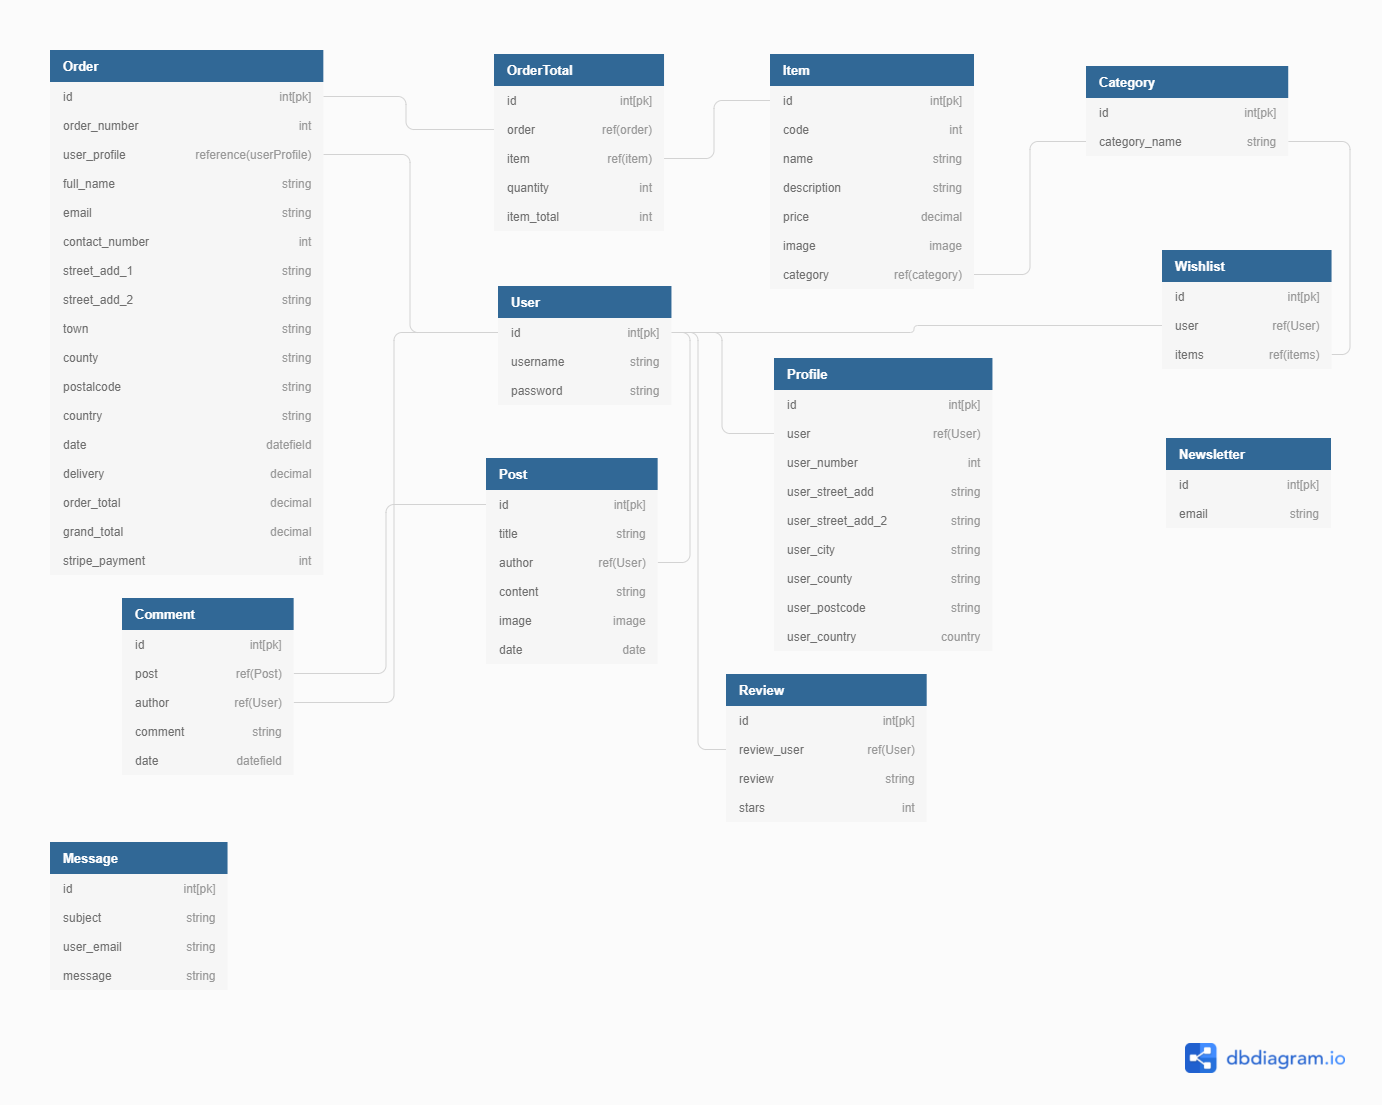 Order
id int[pk]
order_number int
user_profile reference(userProfile)
full_name string
email string
contact_number int
street_add_1 string
street_add_2 string
town string
county string
postalcode string
country string
date datefield
delivery decimal
order_total decimal
grand_total decimal
stripe_payment int
OrderTotal
id int[pk]
order ref(order)
item ref(item)
quantity int
item_total int
Item
id int[pk]
code int
name string
description string
price decimal
image image
category ref(category)
Category
id int[pk]
category_name string
Wishlist
id int[pk]
user ref(User)
items ref(items)
User
id int[pk]
username string
password string
Profile
id int[pk]
user ref(User)
user_number int
user_street_add string
user_street_add_2 string
user_city string
user_county string
user_postcode string
user_country country
Newsletter
id int[pk]
email string
Post
id int[pk]
title string
author ref(User)
content string
image image
date date
Comment
id int[pk]
post ref(Post)
author ref(User)
comment string
date datefield
Review
id int[pk]
review_user ref(User)
review string
stars int
Message
id int[pk]
subject string
user_email string
message string
dbdiagram.io